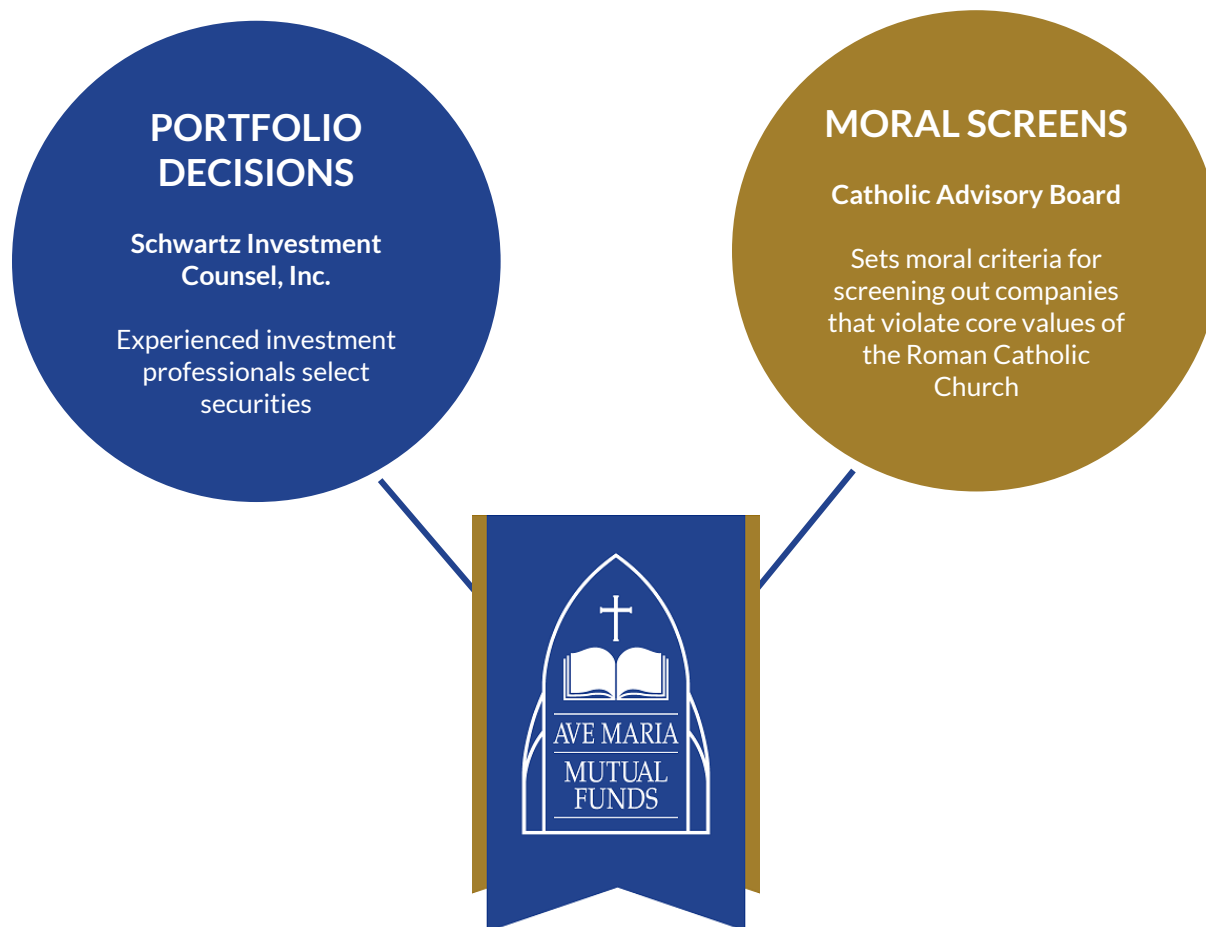 PORTFOLIO
DECISIONS
Schwartz Investment
Counsel, Inc.
Experienced investment
professionals select
securities
MORAL SCREENS
Catholic Advisory Board
Sets moral criteria for
screening out companies
that violate core values of
the Roman Catholic
Church
AVE MARIA
MUTUAL
FUNDS